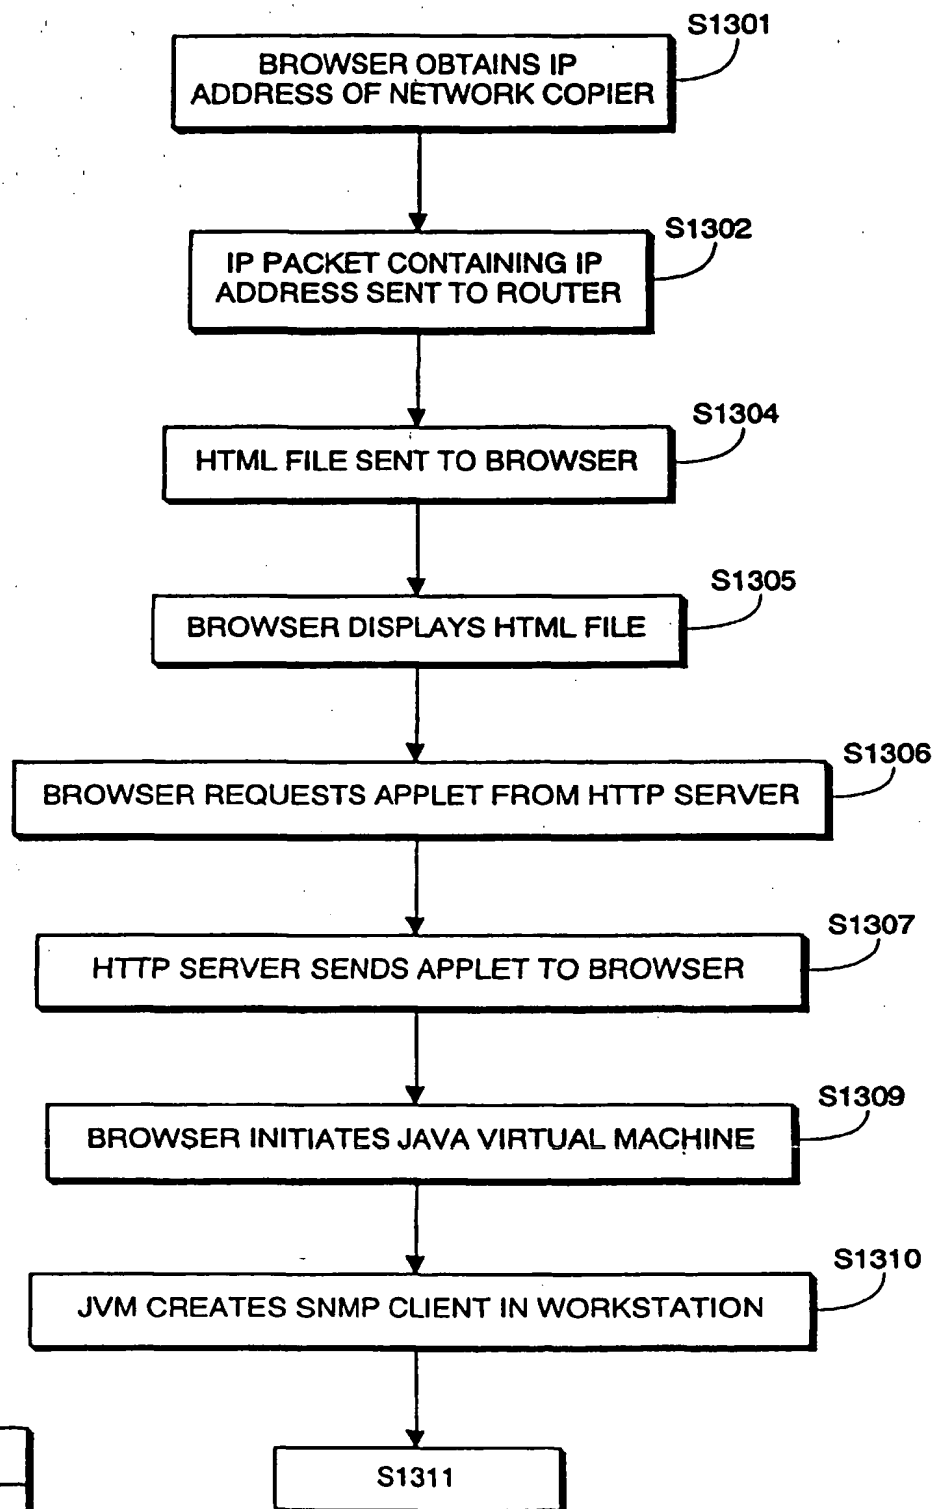 S1301
BROWSER OBTAINS IP
ADDRESS OF NETWORK COPIER
S1302
IP PACKET CONTAINING IP
ADDRESS SENT TO ROUTER
S1304
HTML FILE SENT TO BROWSER
S1305
BROWSER DISPLAYS HTML FILE
S1306
BROWSER REQUESTS APPLET FROM HTTP SERVER
S1307
HTTP SERVER SENDS APPLET TO BROWSER
S1309
BROWSER INITIATES JAVA VIRTUAL MACHINE
S1310
JVM CREATES SNMP CLIENT IN WORKSTATION
S1311